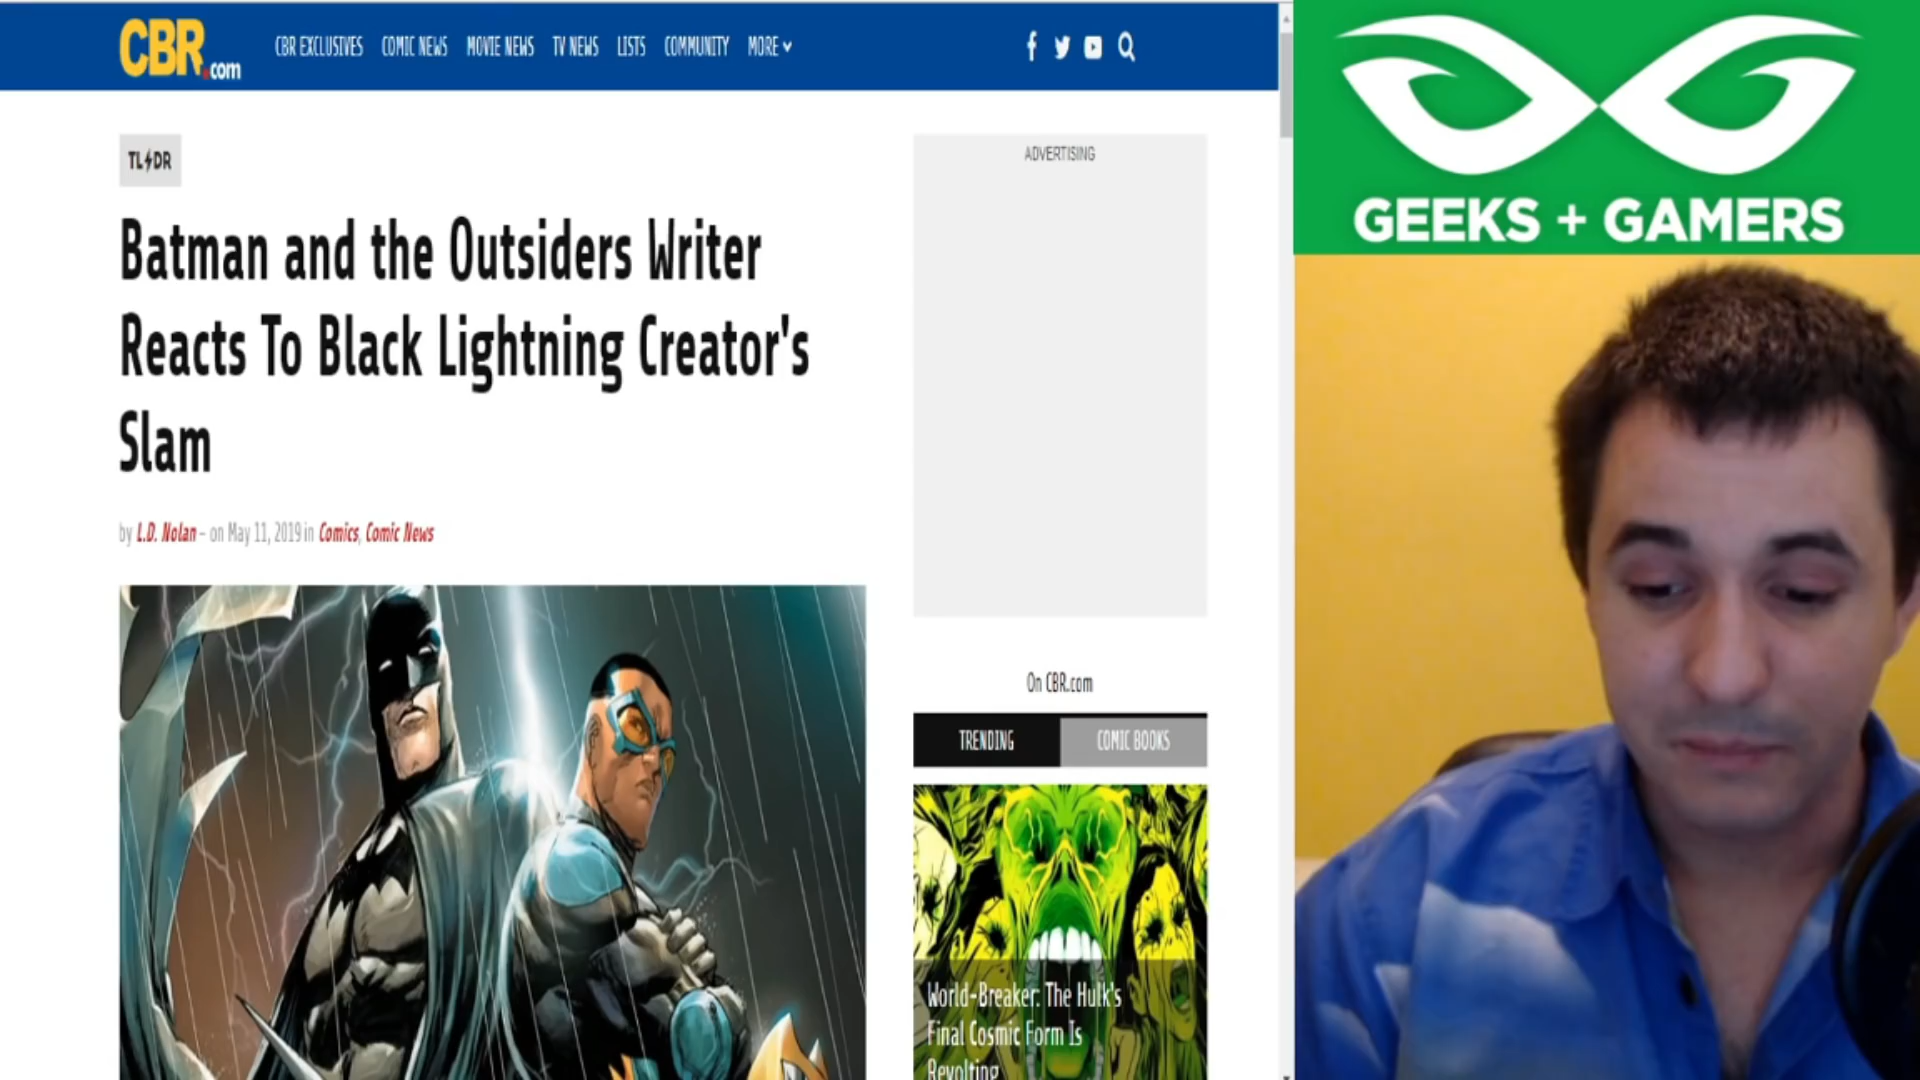 CBR.com
CBR EXCLUSIVES COMIC NEWS MOVIE NEWS TV NEWS LISTS COMMUNITY MORE
TL DR
Batman and the Outsiders Writer
Reacts To Black Lightning Creator's
Slam
by L.D. Nolan – on May 11, 2019 in Comics, Comic News
ADVERTISING
On CBR.com
TRENDING COMIC BOOKS
World-Breaker: The Hulk's
Final Cosmic Form Is
Revolting
GEEKS + GAMERS